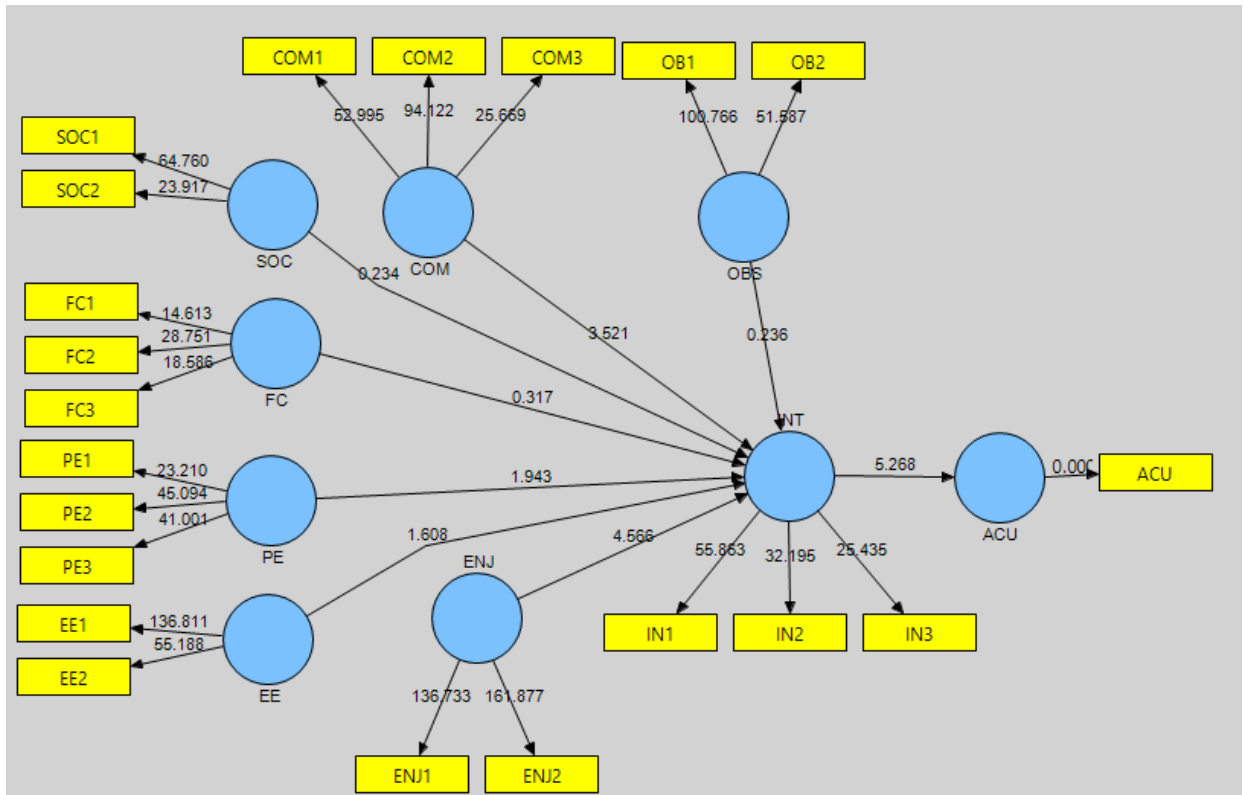 COM1
COM2
COM3
OB1
OB2
52.995
94.122
25.669
100.766
51.587
SOC1
SOC2
64.760
23.917
SOC
COM
OBS
0.234
3.521
0.236
FC1
FC2
FC3
14.613
28.751
18.586
FC
0.317
INT
PE1
PE2
PE3
23.210
45.094
41.001
PE
1.943
5.268
0.000
ACU
ACU
1.608
4.566
ENJ
55.863
32.195
25.435
EE1
EE2
136.811
55.188
EE
IN1
IN2
IN3
136.733
161.877
ENJ1
ENJ2